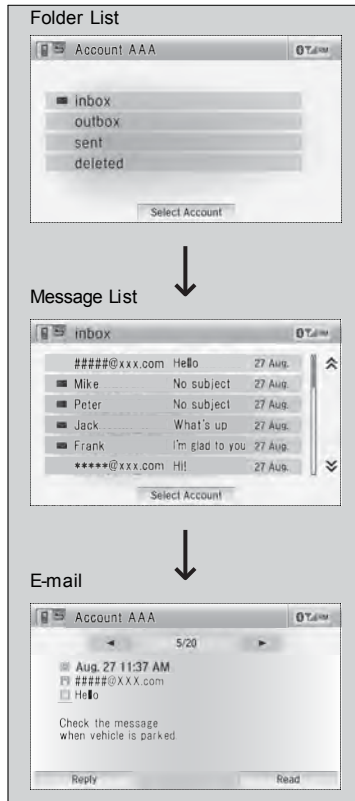 Folder List
Account AAA
inbox
outbox
sent
deleted
Select Account
Message List
inbox
#####@xxx.com Hello 27 Aug.
Mike No subject 27 Aug.
Peter No subject 27 Aug.
Jack What's up 27 Aug.
Frank I'm glad to you 27 Aug.
*****@xxx.com Hi! 27 Aug.
Select Account
E-mail
Account AAA
5/20
Aug. 27 11:37 AM
#####@XXX.com
Hello
Check the message
when vehicle is parked
Reply Read